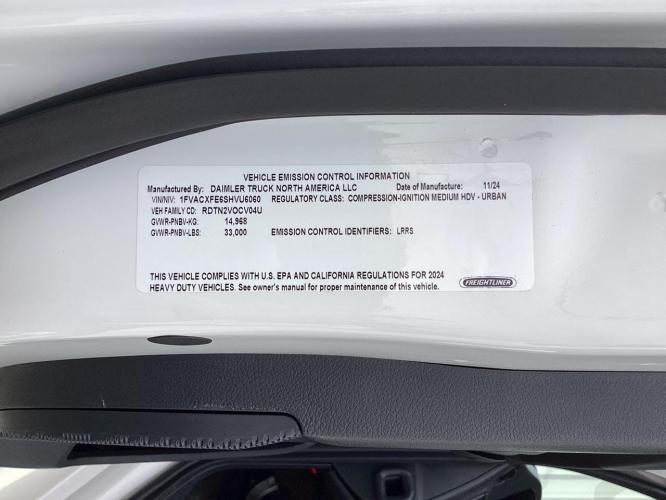 VEHICLE EMISSION CONTROL INFORMATION
Manufactured By: DAIMLER TRUCK NORTH AMERICA LLC Date of Manufacture: 11/24
VIN/NIV: 1FVACXFE6SHVU6060 REGULATORY CLASS: COMPRESSION-IGNITION MEDIUM HDV - URBAN
VEH FAMILY CD: RDTN2VOCV04U
GVWR-PNBV-KG: 14,968
GVWR-PNBV-LBS: 33,000 EMISSION CONTROL IDENTIFIERS: LRRS
THIS VEHICLE COMPLIES WITH U.S. EPA AND CALIFORNIA REGULATIONS FOR 2024
HEAVY DUTY VEHICLES. See owner's manual for proper maintenance of this vehicle.
FREIGHTLINER